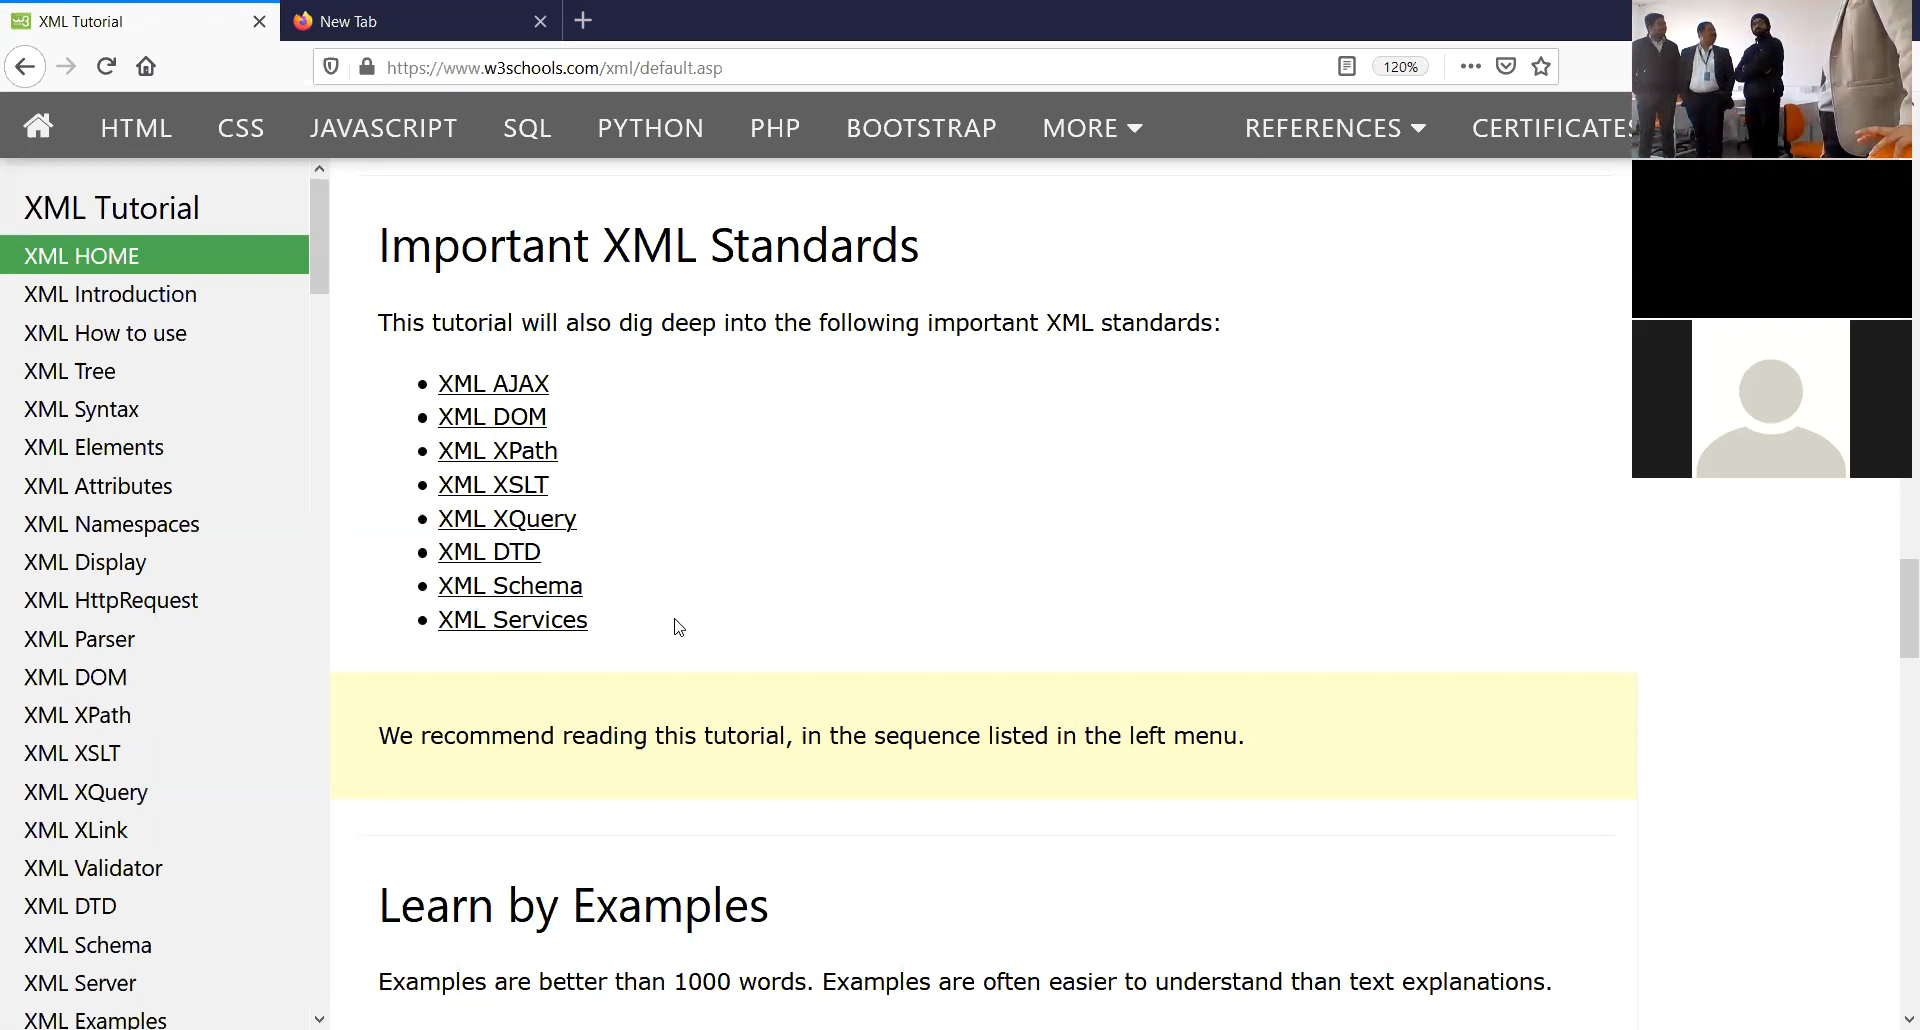 XML Tutorial
New Tab
https://www.w3schools.com/xml/default.asp
120%
HTML
CSS
JAVASCRIPT
SQL
PYTHON
PHP
BOOTSTRAP
MORE
REFERENCES
CERTIFICATES
XML Tutorial
XML HOME
XML Introduction
XML How to use
XML Tree
XML Syntax
XML Elements
XML Attributes
XML Namespaces
XML Display
XML HttpRequest
XML Parser
XML DOM
XML XPath
XML XSLT
XML XQuery
XML XLink
XML Validator
XML DTD
XML Schema
XML Server
XML Examples
Important XML Standards
This tutorial will also dig deep into the following important XML standards:
XML AJAX
XML DOM
XML XPath
XML XSLT
XML XQuery
XML DTD
XML Schema
XML Services
We recommend reading this tutorial, in the sequence listed in the left menu.
Learn by Examples
Examples are better than 1000 words. Examples are often easier to understand than text explanations.